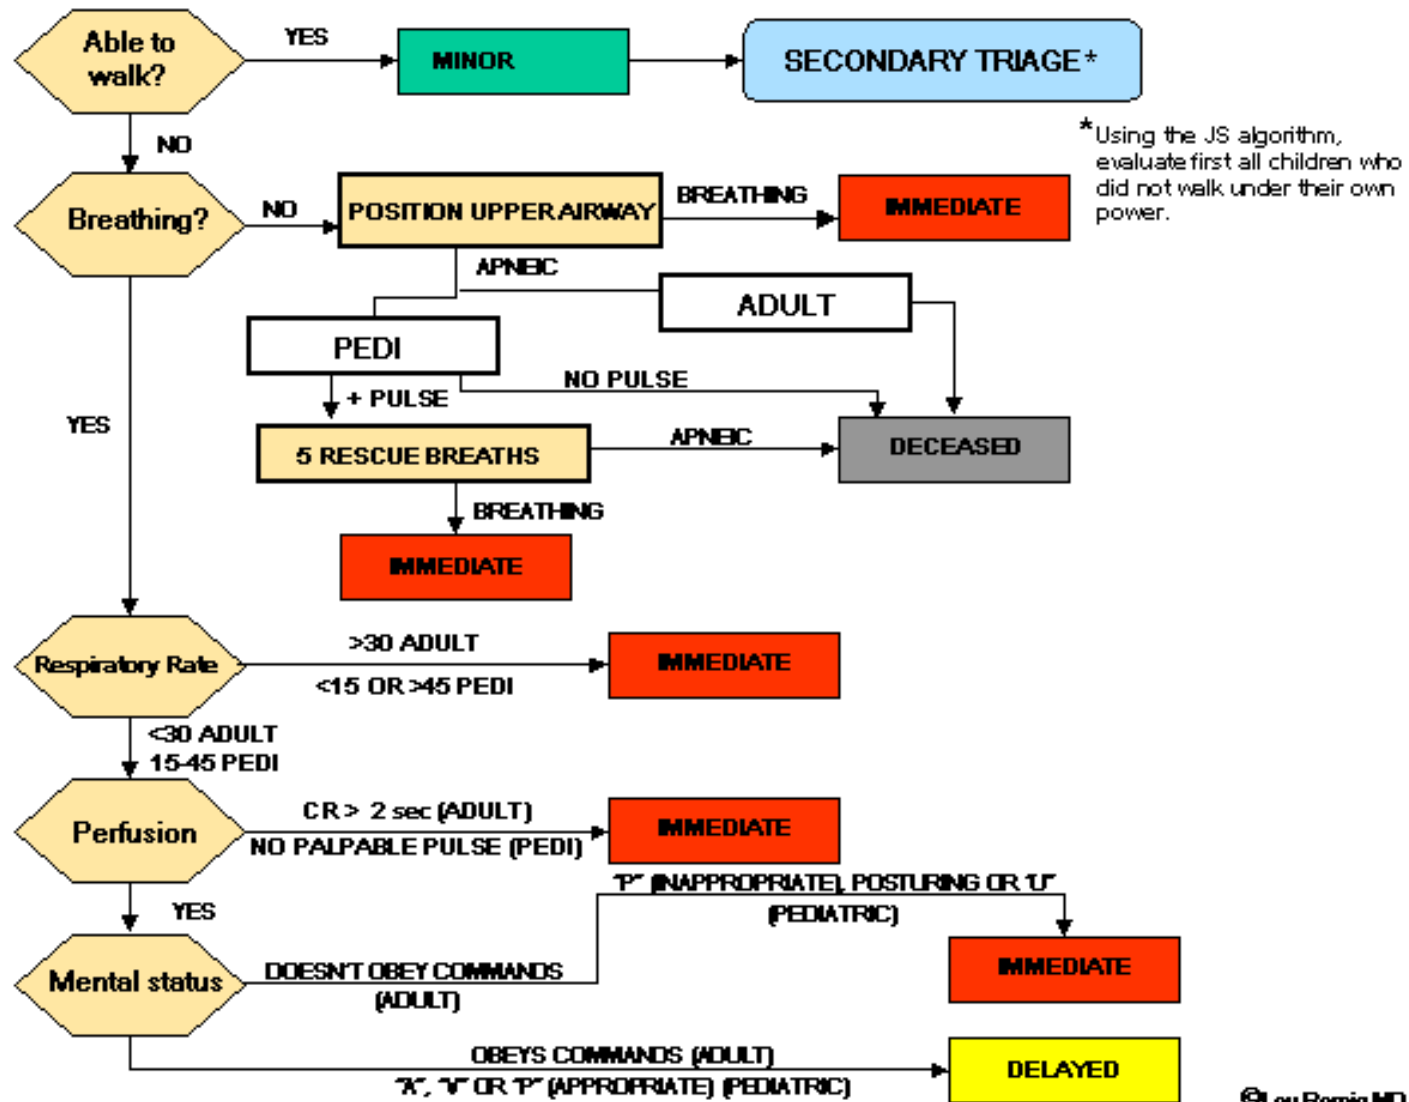 Able to
walk?
YES
MINOR
SECONDARY TRIAGE*
NO
*Using the JS algorithm,
evaluate first all children who
did not walk under their own
power.
Breathing?
NO
POSITION UPPER AIRWAY
BREATHING
IMMEDIATE
APNEIC
ADULT
PEDI
NO PULSE
+ PULSE
YES
5 RESCUE BREATHS
APNEIC
DECEASED
BREATHING
IMMEDIATE
Respiratory Rate
>30 ADULT
<15 OR >45 PEDI
IMMEDIATE
<30 ADULT
15-45 PEDI
Perfusion
CR > 2 sec (ADULT)
NO PALPABLE PULSE (PEDI)
IMMEDIATE
"P" (INAPPROPRIATE), POSTURING OR "U"
(PEDIATRIC)
YES
Mental status
DOESN'T OBEY COMMANDS
(ADULT)
IMMEDIATE
OBEYS COMMANDS (ADULT)
"A", "V" OR "P" (APPROPRIATE) (PEDIATRIC)
DELAYED
©Lou Romig MD